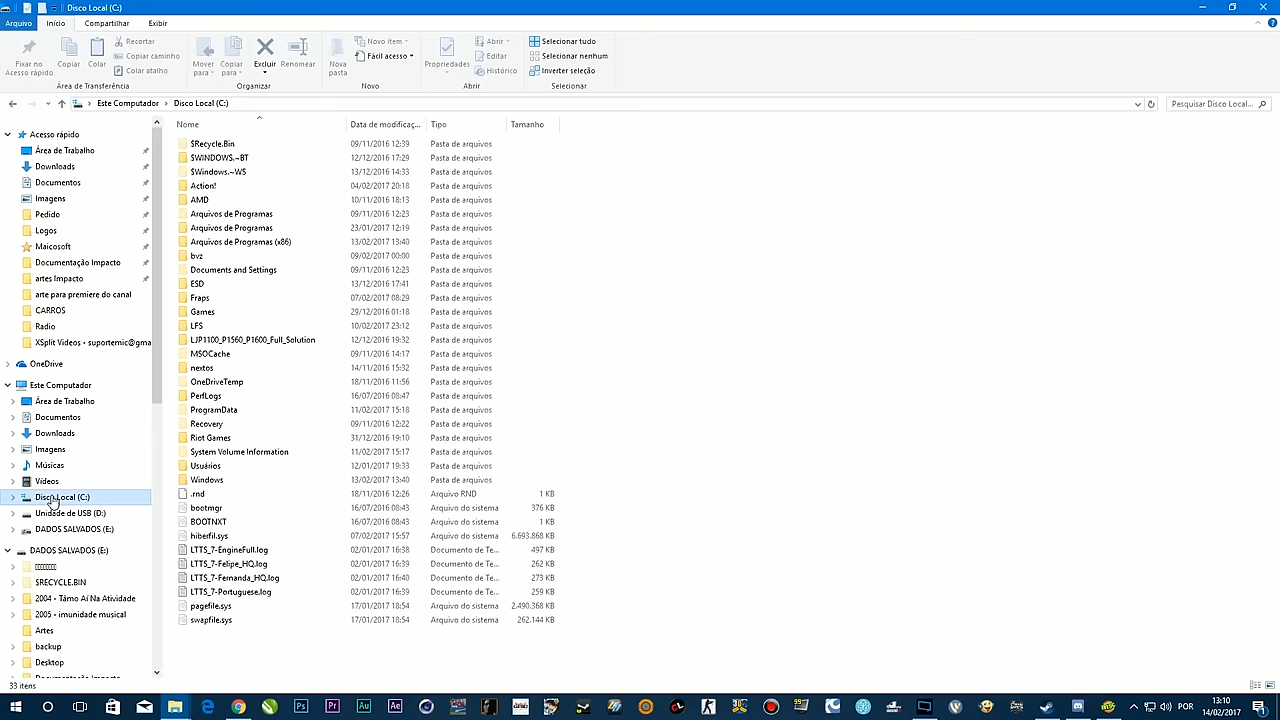 Disco Local (C:)
Arquivo Início Compartilhar Exibir
Fixar no
Acesso rápido
Copiar
Colar
Recortar
Copiar caminho
Colar atalho
Área de Transferência
Mover
para
Copiar
para
Excluir
Renomear
Organizar
Nova
pasta
Novo item
Fácil acesso
Novo
Propriedades
Abrir
Editar
Histórico
Abrir
Selecionar tudo
Selecionar nenhum
Inverter seleção
Selecionar
Este Computador > Disco Local (C:)
Pesquisar Disco Local...
Acesso rápido
Área de Trabalho
Downloads
Documentos
Imagens
Pedido
Logos
Maicosoft
Documentação Impacto
artes Impacto
arte para premiere do canal
CARROS
Radio
XSplit Videos - suportemic@gma
OneDrive
Este Computador
Área de Trabalho
Documentos
Downloads
Imagens
Músicas
Vídeos
Disco Local (C:)
Unidade de USB (D:)
DADOS SALVADOS (E:)
DADOS SALVADOS (E:)
$RECYCLE.BIN
2004 - Tâmo Aí Na Atividade
2005 - imunidade musical
Artes
backup
Desktop
Nome Data de modificaç... Tipo Tamanho
$Recycle.Bin 09/11/2016 12:39 Pasta de arquivos
$WINDOWS.~BT 12/12/2016 17:29 Pasta de arquivos
$Windows.~WS 13/12/2016 14:33 Pasta de arquivos
Action! 04/02/2017 20:18 Pasta de arquivos
AMD 10/11/2016 18:13 Pasta de arquivos
Arquivos de Programas 09/11/2016 12:23 Pasta de arquivos
Arquivos de Programas 23/01/2017 12:19 Pasta de arquivos
Arquivos de Programas (x86) 13/02/2017 13:40 Pasta de arquivos
bvz 09/02/2017 00:00 Pasta de arquivos
Documents and Settings 09/11/2016 12:23 Pasta de arquivos
ESD 13/12/2016 17:41 Pasta de arquivos
Fraps 07/02/2017 08:29 Pasta de arquivos
Games 29/12/2016 01:18 Pasta de arquivos
LFS 10/02/2017 23:12 Pasta de arquivos
LJP1100_P1560_P1600_Full_Solution 12/12/2016 19:32 Pasta de arquivos
MSOCache 09/11/2016 14:17 Pasta de arquivos
nextos 14/11/2016 15:32 Pasta de arquivos
OneDriveTemp 18/11/2016 11:56 Pasta de arquivos
PerfLogs 16/07/2016 08:47 Pasta de arquivos
ProgramData 11/02/2017 15:18 Pasta de arquivos
Recovery 09/11/2016 12:22 Pasta de arquivos
Riot Games 31/12/2016 19:10 Pasta de arquivos
System Volume Information 11/02/2017 15:17 Pasta de arquivos
Usuários 12/01/2017 19:33 Pasta de arquivos
Windows 13/02/2017 13:40 Pasta de arquivos
.rnd 18/11/2016 12:26 Arquivo RND 1 KB
bootmgr 16/07/2016 08:43 Arquivo do sistema 376 KB
BOOTNXT 16/07/2016 08:43 Arquivo do sistema 1 KB
hiberfil.sys 07/02/2017 15:57 Arquivo do sistema 6.693.868 KB
LTTS_7-EngineFull.log 02/01/2017 16:38 Documento de Te... 497 KB
LTTS_7-Felipe_HQ.log 02/01/2017 16:39 Documento de Te... 262 KB
LTTS_7-Fernanda_HQ.log 02/01/2017 16:40 Documento de Te... 273 KB
LTTS_7-Portuguese.log 02/01/2017 16:39 Documento de Te... 259 KB
pagefile.sys 17/01/2017 18:54 Arquivo do sistema 2.490.368 KB
swapfile.sys 17/01/2017 18:54 Arquivo do sistema 262.144 KB
33 itens
Ps Pr Au Ae
POR
13:10
14/02/2017